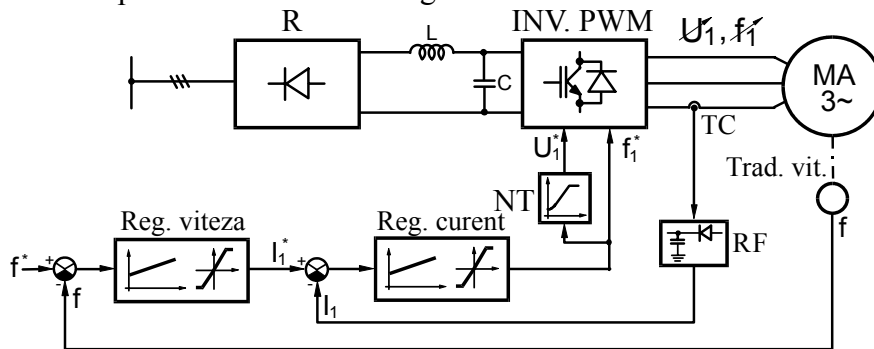 R
L
C
INV. PWM
U₁, f₁
MA
3~
TC
U₁*
f₁*
Trad. vit.
NT
Reg. viteza
Reg. curent
RF
f
f*
+
-
f
I₁*
+
-
I₁